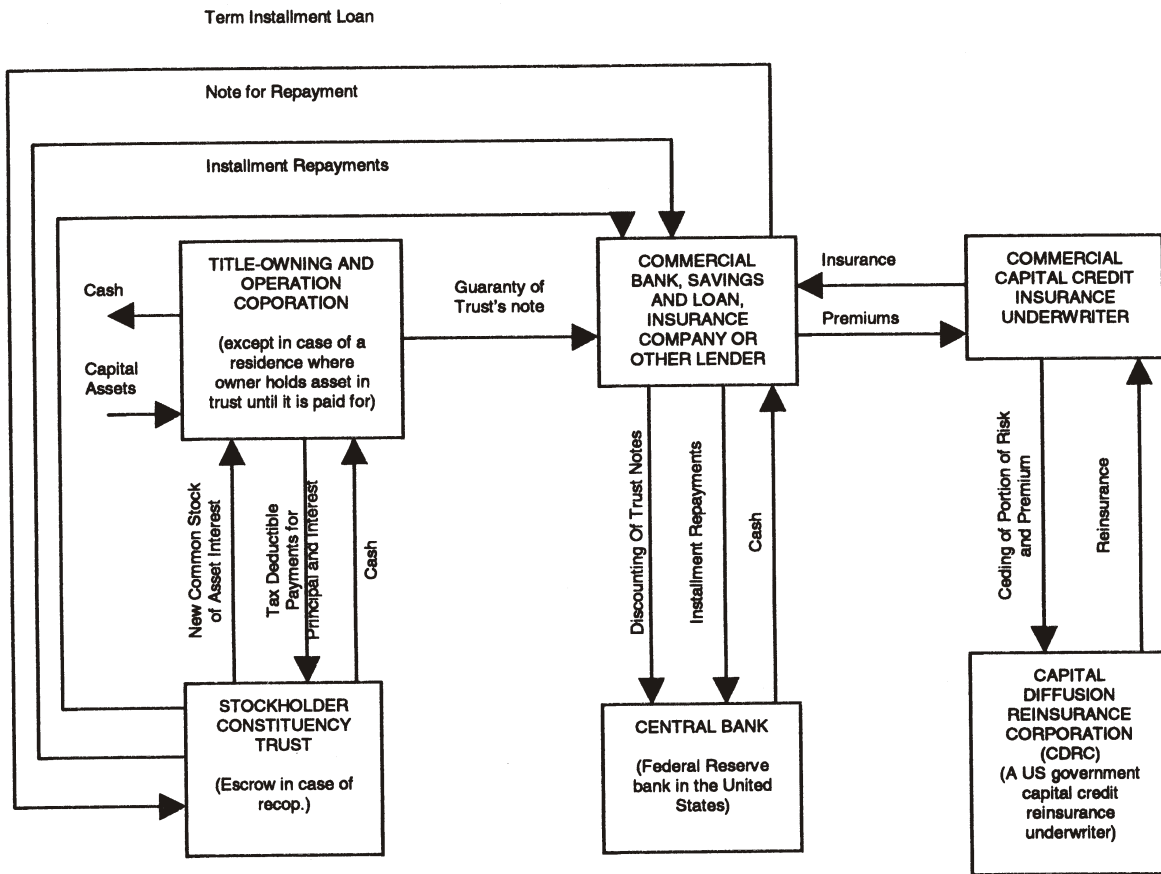 Term Installment Loan
Note for Repayment
Installment Repayments
TITLE-OWNING AND
OPERATION
COPORATION
(except in case of a
residence where
owner holds asset in
trust until it is paid for)
Cash
Capital
Assets
Guaranty of
Trust's note
COMMERCIAL
BANK, SAVINGS
AND LOAN,
INSURANCE
COMPANY OR
OTHER LENDER
Insurance
Premiums
COMMERCIAL
CAPITAL CREDIT
INSURANCE
UNDERWRITER
New Common Stock
of Asset Interest
Tax Deductible
Payments for
Principal and Interest
Cash
Discounting Of Trust Notes
Installment Repayments
Cash
Ceding of Portion of Risk
and Premium
Reinsurance
STOCKHOLDER
CONSTITUENCY
TRUST
(Escrow in case of
recop.)
CENTRAL BANK
(Federal Reserve
bank in the United
States)
CAPITAL
DIFFUSION
REINSURANCE
CORPORATION
(CDRC)
(A US government
capital credit
reinsurance
underwriter)